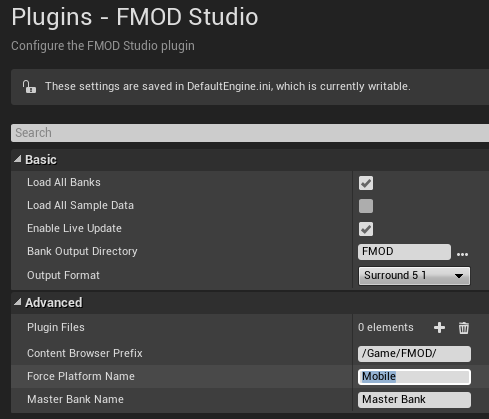 Plugins - FMOD Studio
Configure the FMOD Studio plugin
These settings are saved in DefaultEngine.ini, which is currently writable.
Search
Basic
Load All Banks
Load All Sample Data
Enable Live Update
Bank Output Directory FMOD ...
Output Format Surround 5 1
Advanced
Plugin Files 0 elements
Content Browser Prefix /Game/FMOD/
Force Platform Name Mobile
Master Bank Name Master Bank